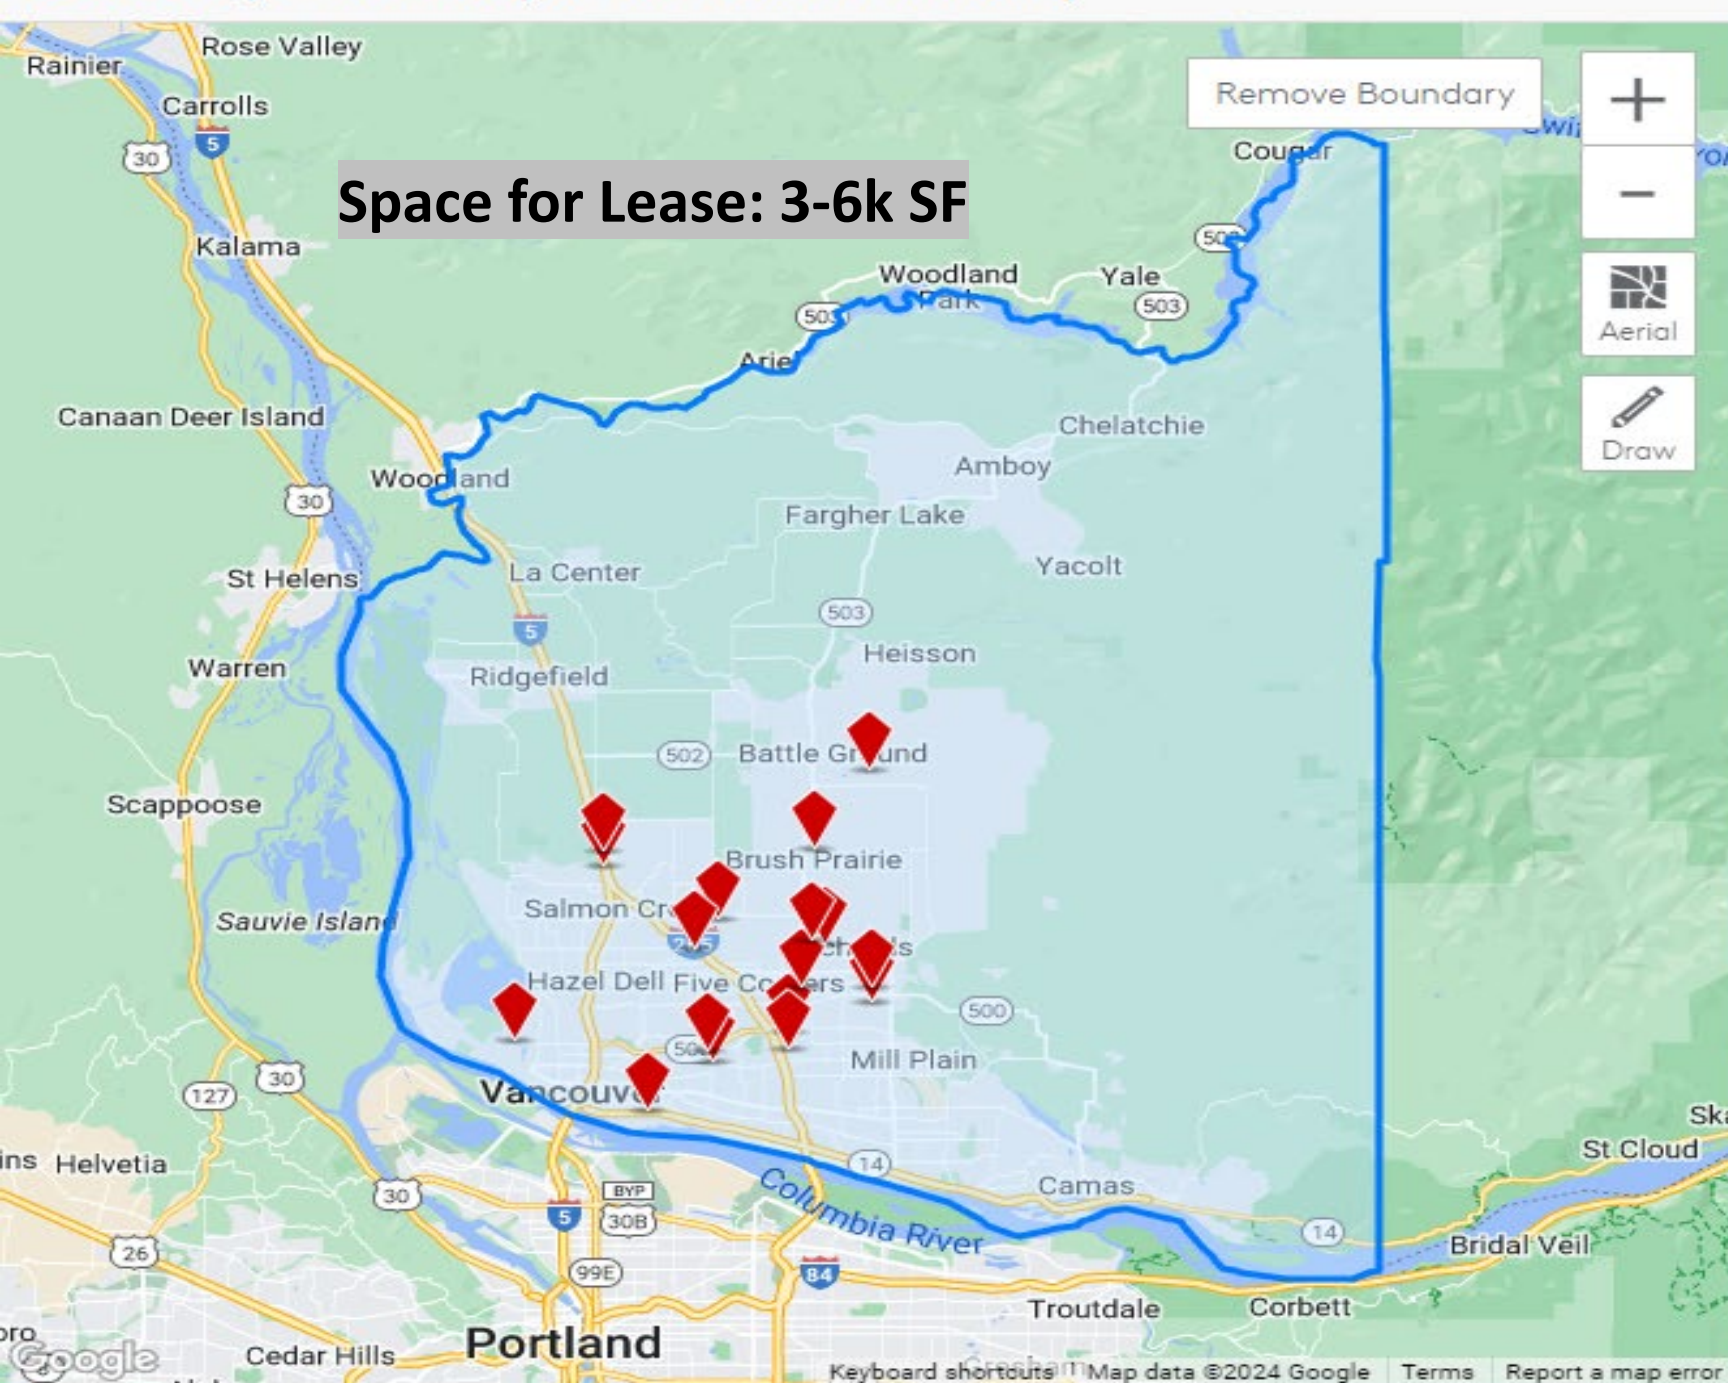 Rose Valley
Rainier
Remove Boundary
Carrolls
5
30
Cougar
Space for Lease: 3-6k SF
Kalama
Woodland
Park
Yale
503
503
Aerial
Ariel
Canaan Deer Island
Chelatchie
Draw
Woodland
Amboy
30
Fargher Lake
St Helens
La Center
Yacolt
503
5
Heisson
Warren
Ridgefield
502
Battle Ground
Scappoose
Brush Prairie
Salmon Cr
Sauvie Island
Hazel Dell
Five Corners
500
Mill Plain
30
127
Vancouver
Helvetia
St Cloud
14
30
BYP
30B
5
Camas
Columbia River
14
Bridal Veil
26
99E
84
Troutdale
Corbett
Portland
Cedar Hills
Google
Gresham
Keyboard shortcuts
Map data ©2024 Google
Terms
Report a map error